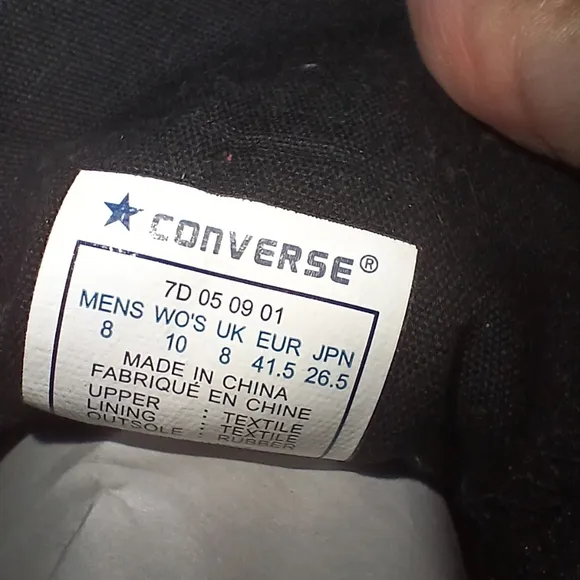 CONVERSE®
7D 05 09 01
MENS WO'S UK EUR JPN
8 10 8 41.5 26.5
MADE IN CHINA
FABRIQUE EN CHINE
UPPER : TEXTILE
LINING : TEXTILE
OUTSOLE : RUBBER